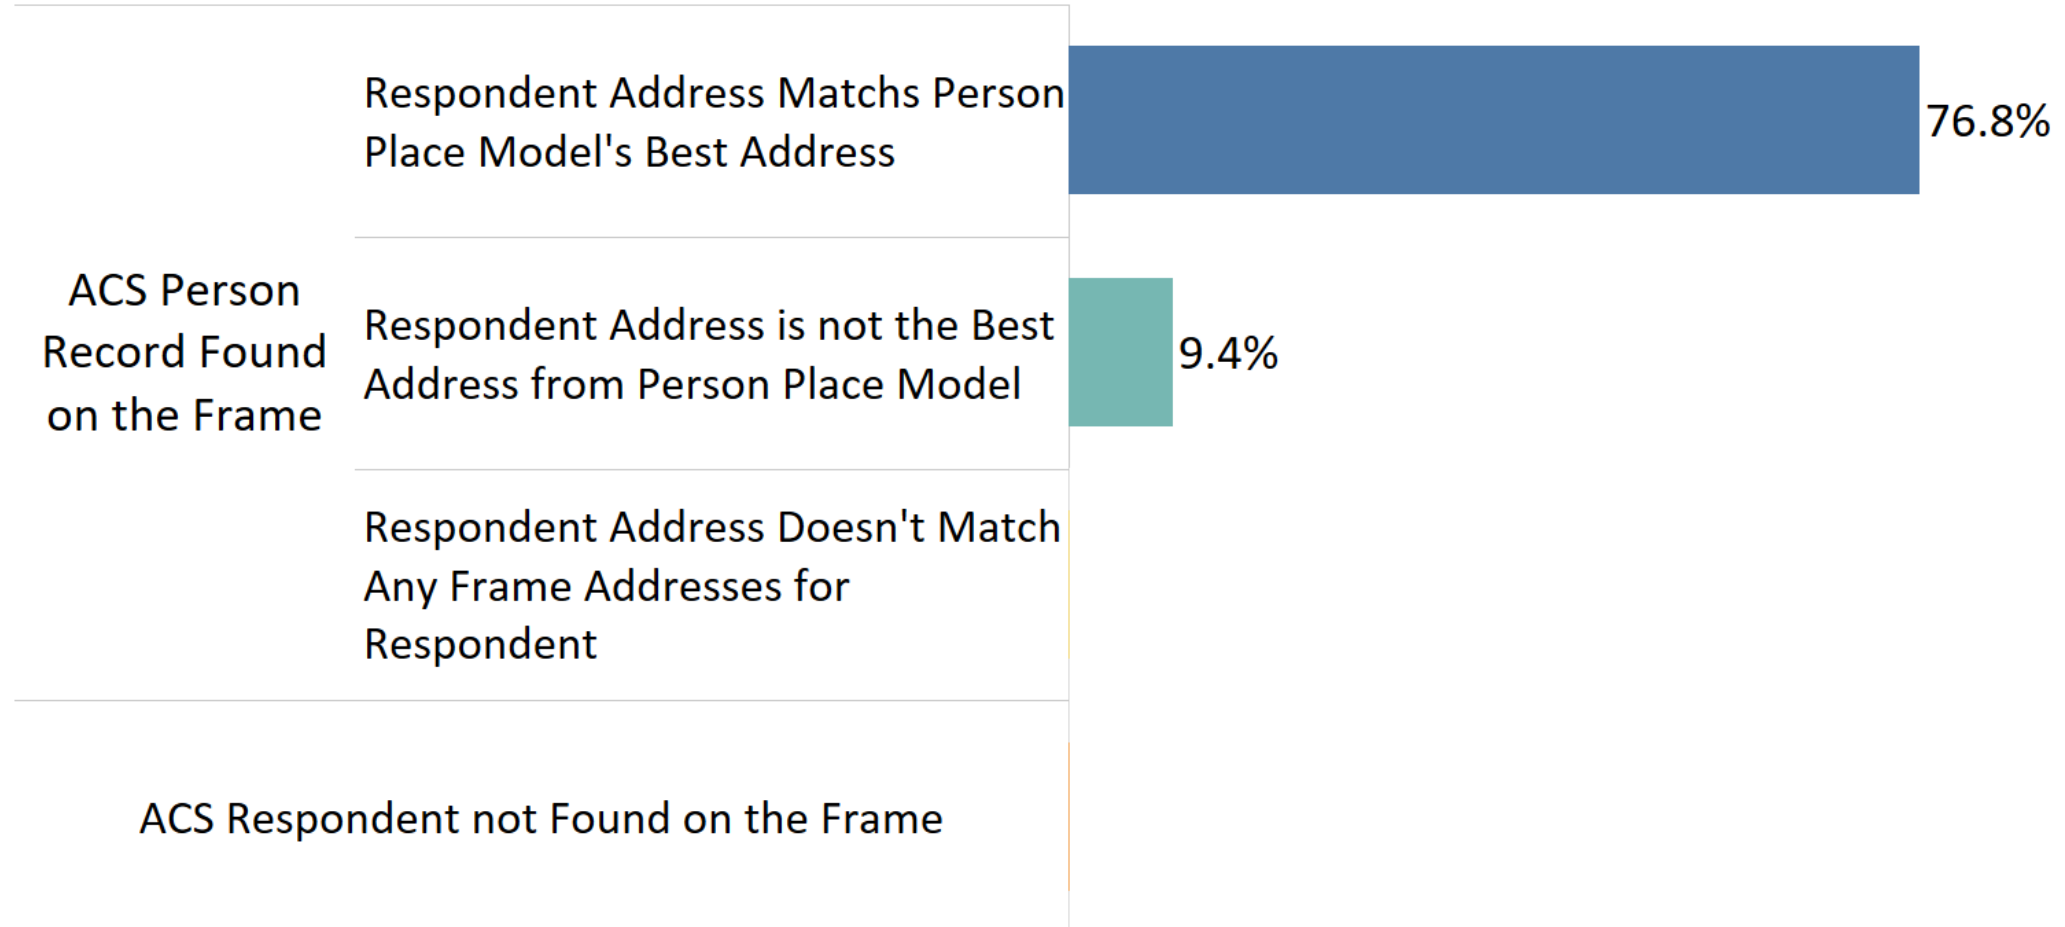 Respondent Address Matchs Person
Place Model's Best Address
76.8%
ACS Person
Record Found
on the Frame
Respondent Address is not the Best
Address from Person Place Model
9.4%
Respondent Address Doesn't Match
Any Frame Addresses for
Respondent
ACS Respondent not Found on the Frame